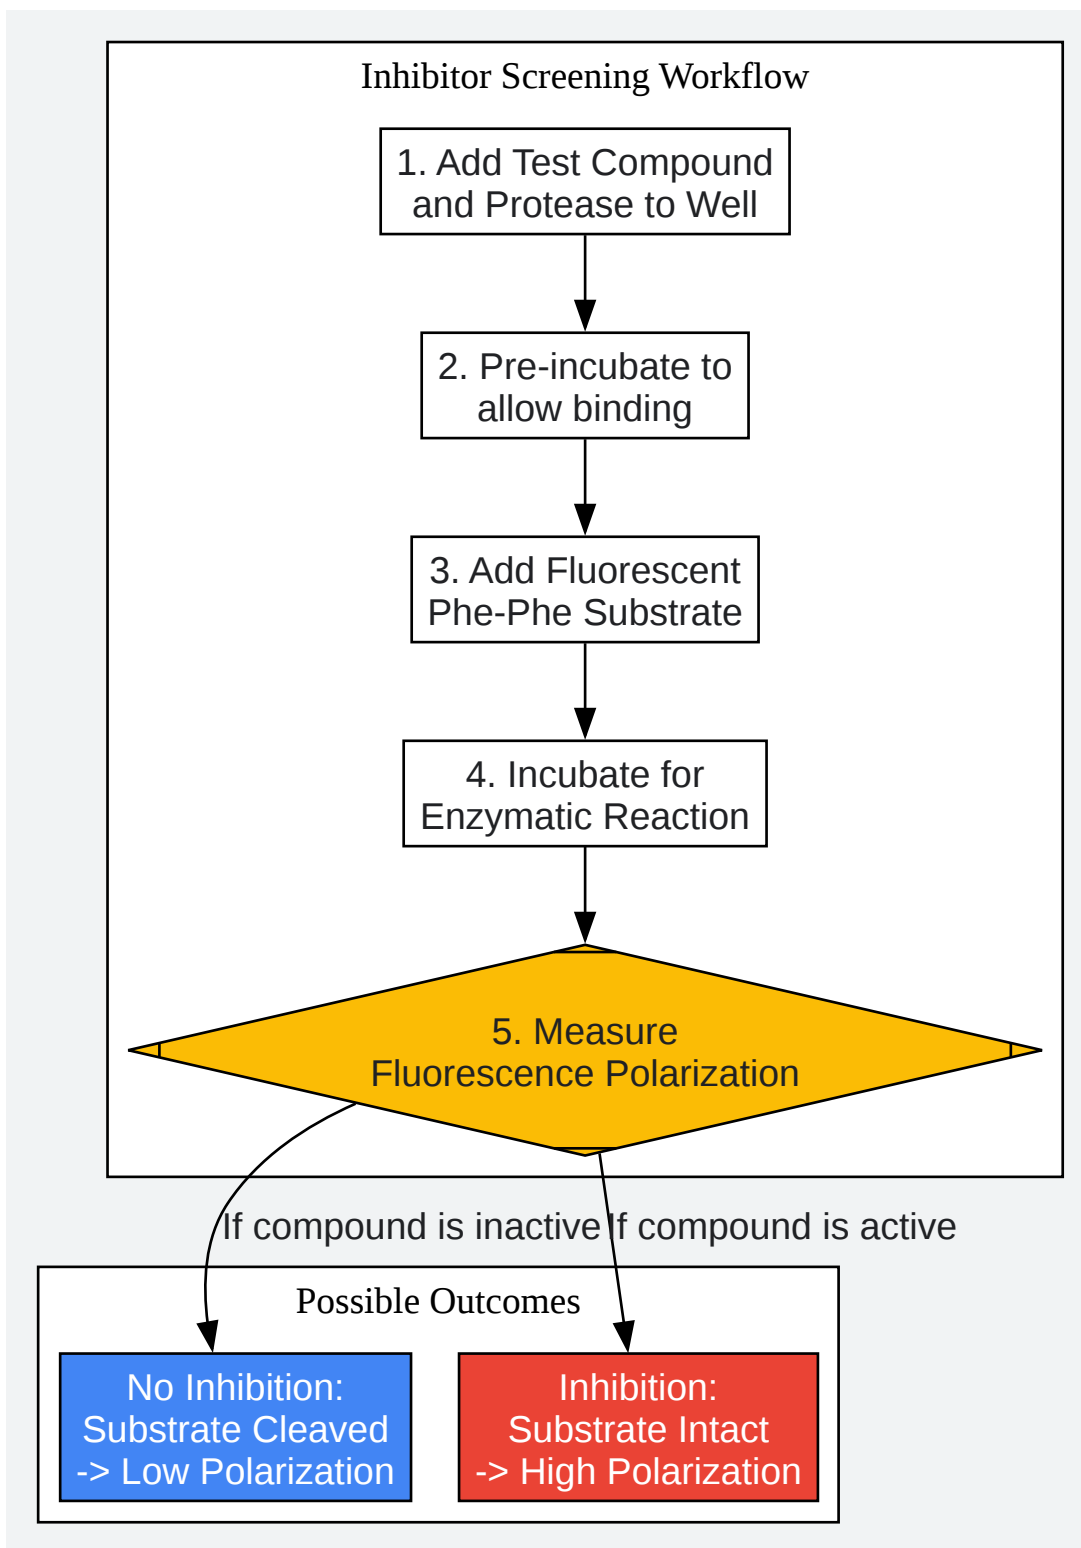 Inhibitor Screening Workflow
1. Add Test Compound
and Protease to Well
2. Pre-incubate to
allow binding
3. Add Fluorescent
Phe-Phe Substrate
4. Incubate for
Enzymatic Reaction
5. Measure
Fluorescence Polarization
If compound is inactive
If compound is active
Possible Outcomes
No Inhibition:
Substrate Cleaved
-> Low Polarization
Inhibition:
Substrate Intact
-> High Polarization